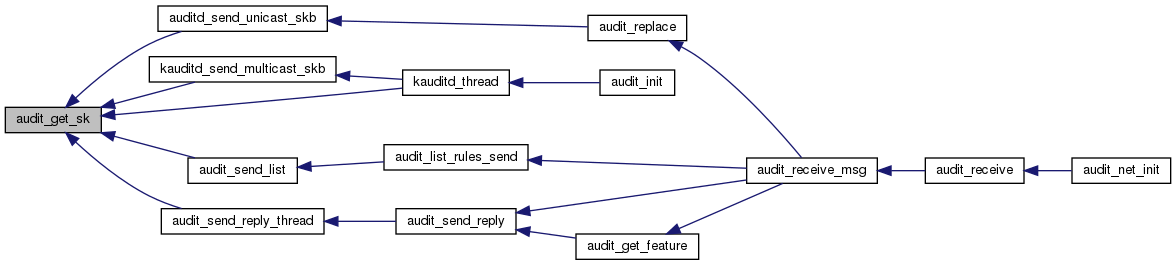 auditd_send_unicast_skb
audit_replace
kauditd_send_multicast_skb
kauditd_thread
audit_init
audit_get_sk
audit_list_rules_send
audit_send_list
audit_receive_msg
audit_receive
audit_net_init
audit_send_reply_thread
audit_send_reply
audit_get_feature